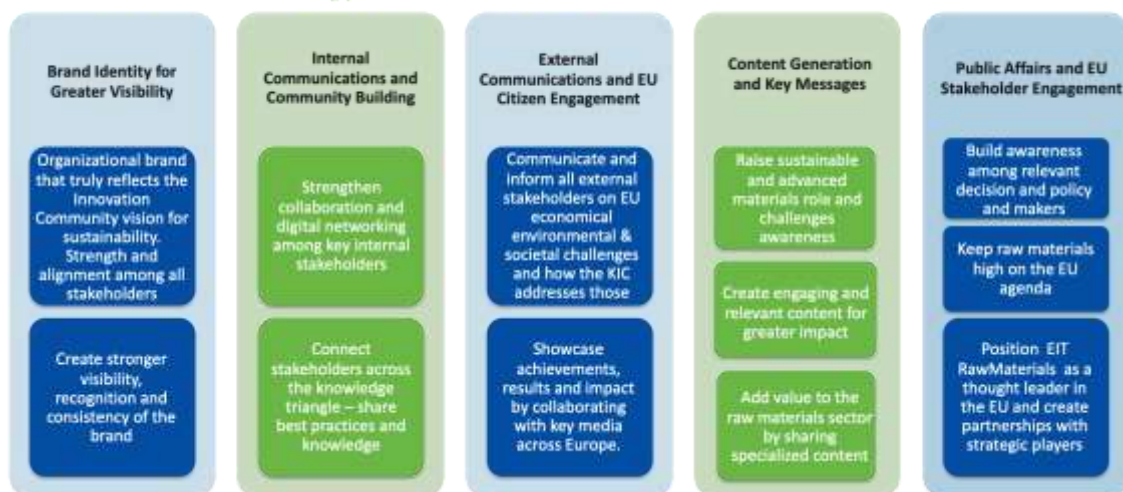 Brand Identity for
Greater Visibility
Organizational brand
that truly reflects the
Innovation
Community vision for
sustainability.
Strength and
alignment among all
stakeholders
Create stronger
visibility,
recognition and
consistency of the
brand
Internal
Communications and
Community Building
Strengthen
collaboration and
digital networking
among key internal
stakeholders
Connect
stakeholders across
the knowledge
triangle – share
best practices and
knowledge
External
Communications and EU
Citizen Engagement
Communicate and
inform all external
stakeholders on EU
economical
environmental &
societal challenges
and how the KIC
addresses those
Showcase
achievements,
results and impact
by collaborating
with key media
across Europe.
Content Generation
and Key Messages
Raise sustainable
and advanced
materials role and
challenges
awareness
Create engaging and
relevant content for
greater impact
Add value to the
raw materials sector
by sharing
specialized content
Public Affairs and EU
Stakeholder Engagement
Build awareness
among relevant
decision and policy
and makers
Keep raw materials
high on the EU
agenda
Position EIT
RawMaterials as a
thought leader in
the EU and create
partnerships with
strategic players